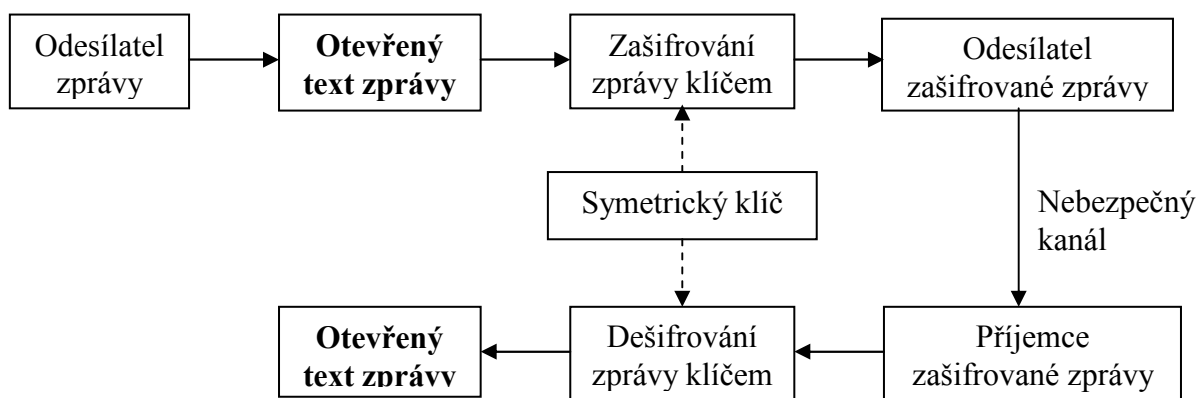 Odesílatel
zprávy
Otevřený
text zprávy
Zašifrování
zprávy klíčem
Odesílatel
zašifrované zprávy
Symetrický klíč
Nebezpečný
kanál
Otevřený
text zprávy
Dešifrování
zprávy klíčem
Příjemce
zašifrované zprávy